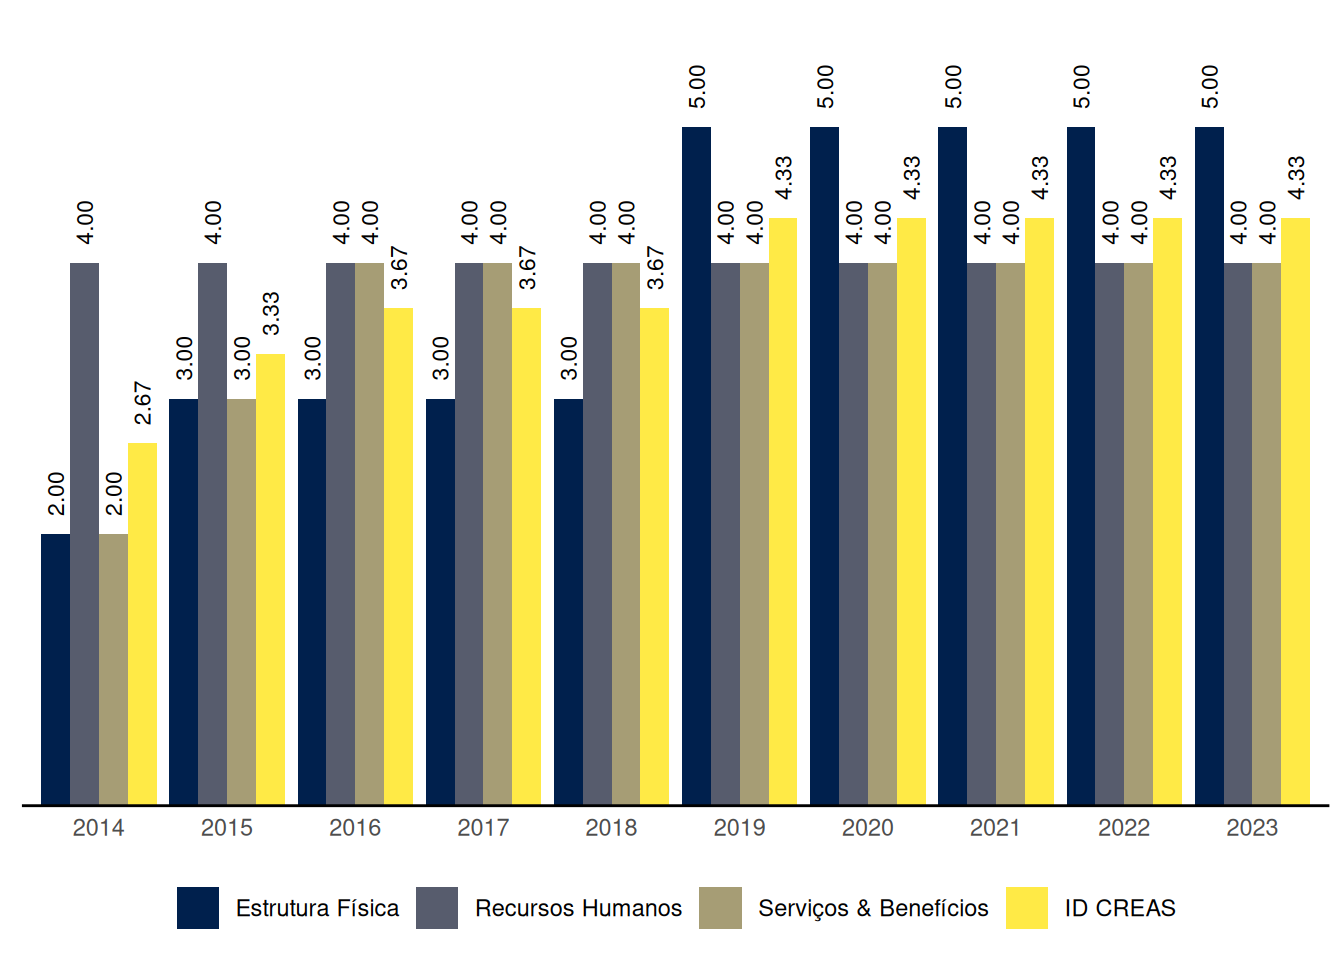 5.00 5.00 5.00 5.00 5.00
4.33 4.33 4.33 4.33 4.33
4.00 4.00 4.00 4.00 4.00 4.00 4.00 4.00 4.00 4.00 4.00 4.00 4.00 4.00 4.00 4.00 4.00 4.00
3.67 3.67 3.67
3.33
3.00 3.00 3.00 3.00 3.00
2.67
2.00 2.00
2014 2015 2016 2017 2018 2019 2020 2021 2022 2023
Estrutura Física Recursos Humanos Serviços & Benefícios ID CREAS